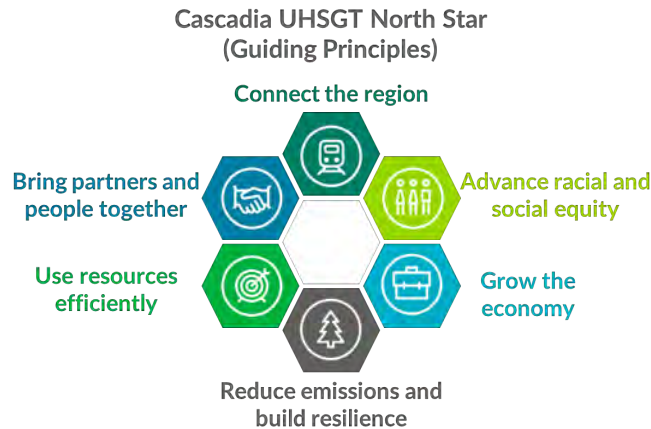 Cascadia UHSGT North Star
(Guiding Principles)
Connect the region
Bring partners and
people together
Advance racial and
social equity
Use resources
efficiently
Grow the
economy
Reduce emissions and
build resilience